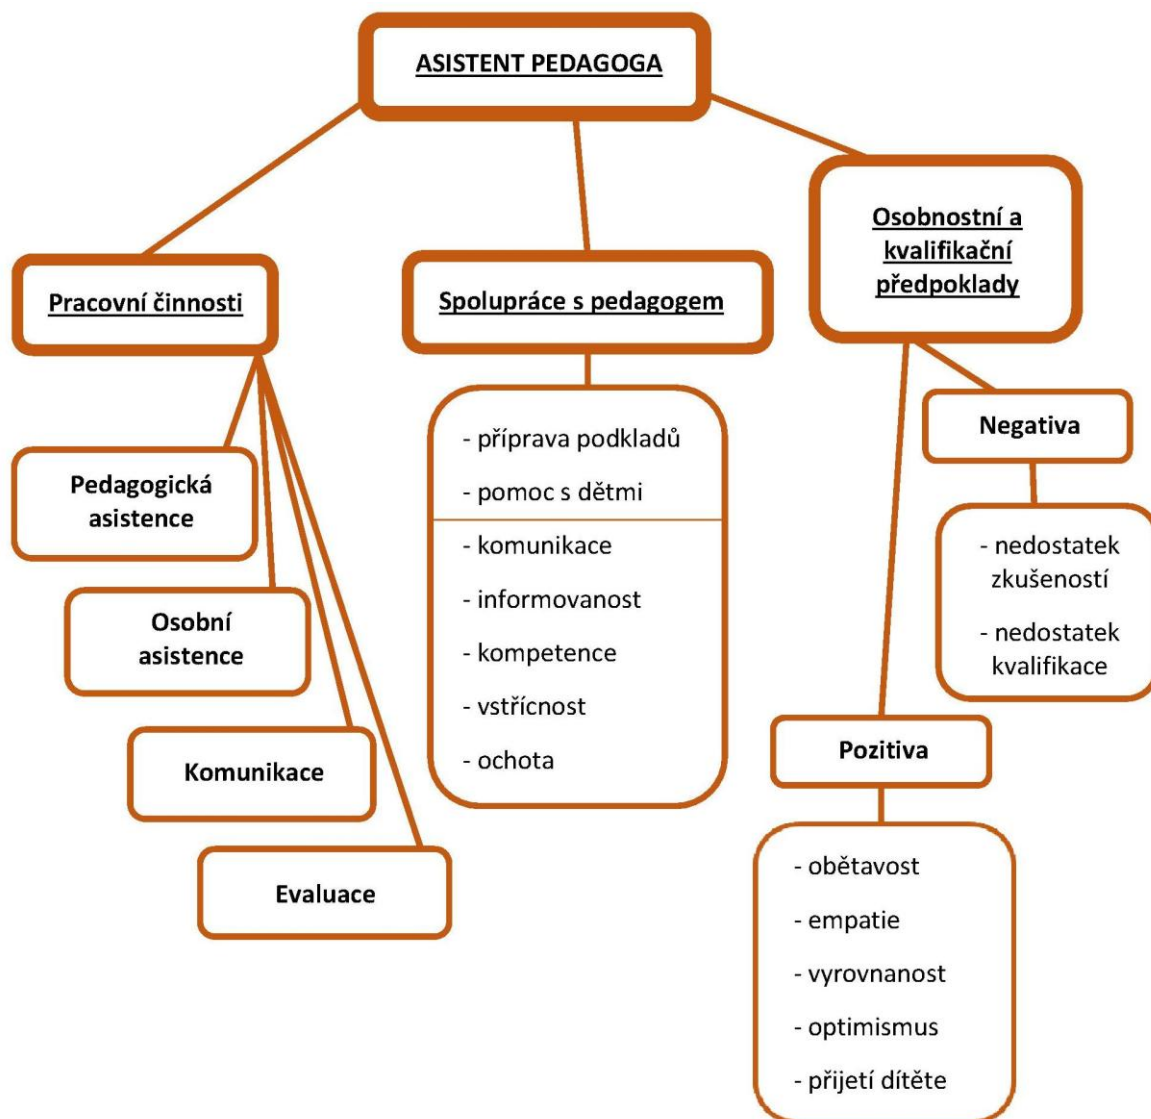 ASISTENT PEDAGOGA
Pracovní činnosti
Pedagogická
asistence
Osobní
asistence
Komunikace
Evaluace
Spolupráce s pedagogem
- příprava podkladů
- pomoc s dětmi
- komunikace
- informovanost
- kompetence
- vstřícnost
- ochota
Osobnostní a
kvalifikační
předpoklady
Negativa
- nedostatek
zkušeností
- nedostatek
kvalifikace
Pozitiva
- obětavost
- empatie
- vyrovnanost
- optimismus
- přijetí dítěte